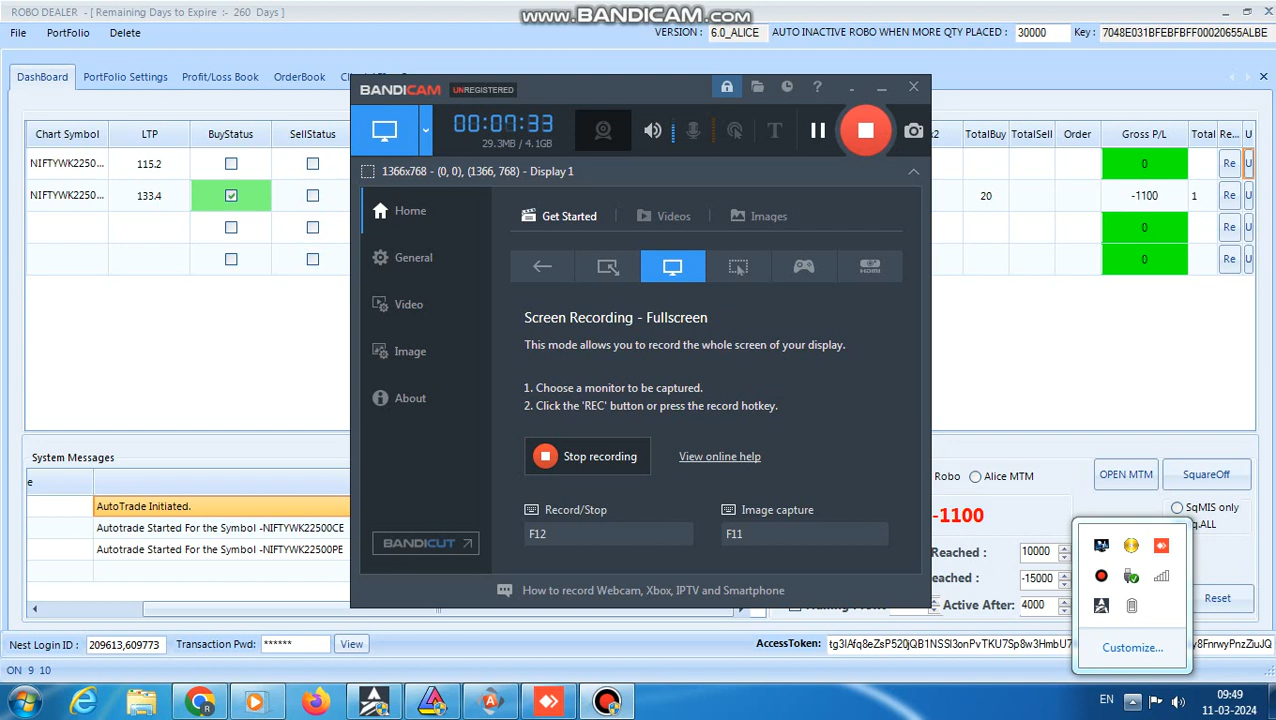 ROBO DEALER - [ Remaining Days to Expire :- 260 Days ]
www.BANDICAM.com
File PortFolio Delete
VERSION : 6.0_ALICE AUTO INACTIVE ROBO WHEN MORE QTY PLACED : 30000 Key : 7048E031BFEBFBFF00020655ALBE
DashBoard PortFolio Settings Profit/Loss Book OrderBook
BANDICAM UNREGISTERED
00:07:33
29.3MB / 4.1GB
1366x768 - (0, 0), (1366, 768) - Display 1
Chart Symbol LTP BuyStatus SellStatus TotalBuy TotalSell Order Gross P/L Total Re... U
NIFTYWK2250... 115.2 0 Re U
NIFTYWK2250... 133.4 20 -1100 1 Re U
0 Re U
0 Re U
Home
General
Video
Image
About
Get Started Videos Images
HDMI
Screen Recording - Fullscreen
This mode allows you to record the whole screen of your display.
1. Choose a monitor to be captured.
2. Click the 'REC' button or press the record hotkey.
Stop recording View online help
Record/Stop Image capture
F12 F11
BANDICUT
How to record Webcam, Xbox, IPTV and Smartphone
System Messages
e
AutoTrade Initiated.
Autotrade Started For the Symbol -NIFTYWK22500CE
Autotrade Started For the Symbol -NIFTYWK22500PE
Robo Alice MTM OPEN MTM SquareOff
-1100 SqMIS only
q.ALL
Reached : 10000
eached : -15000
Active After: 4000 Reset
Customize...
Nest Login ID : 209613,609773 Transaction Pwd: ****** View AccessToken:
ON 9 10
EN 09:49
11-03-2024